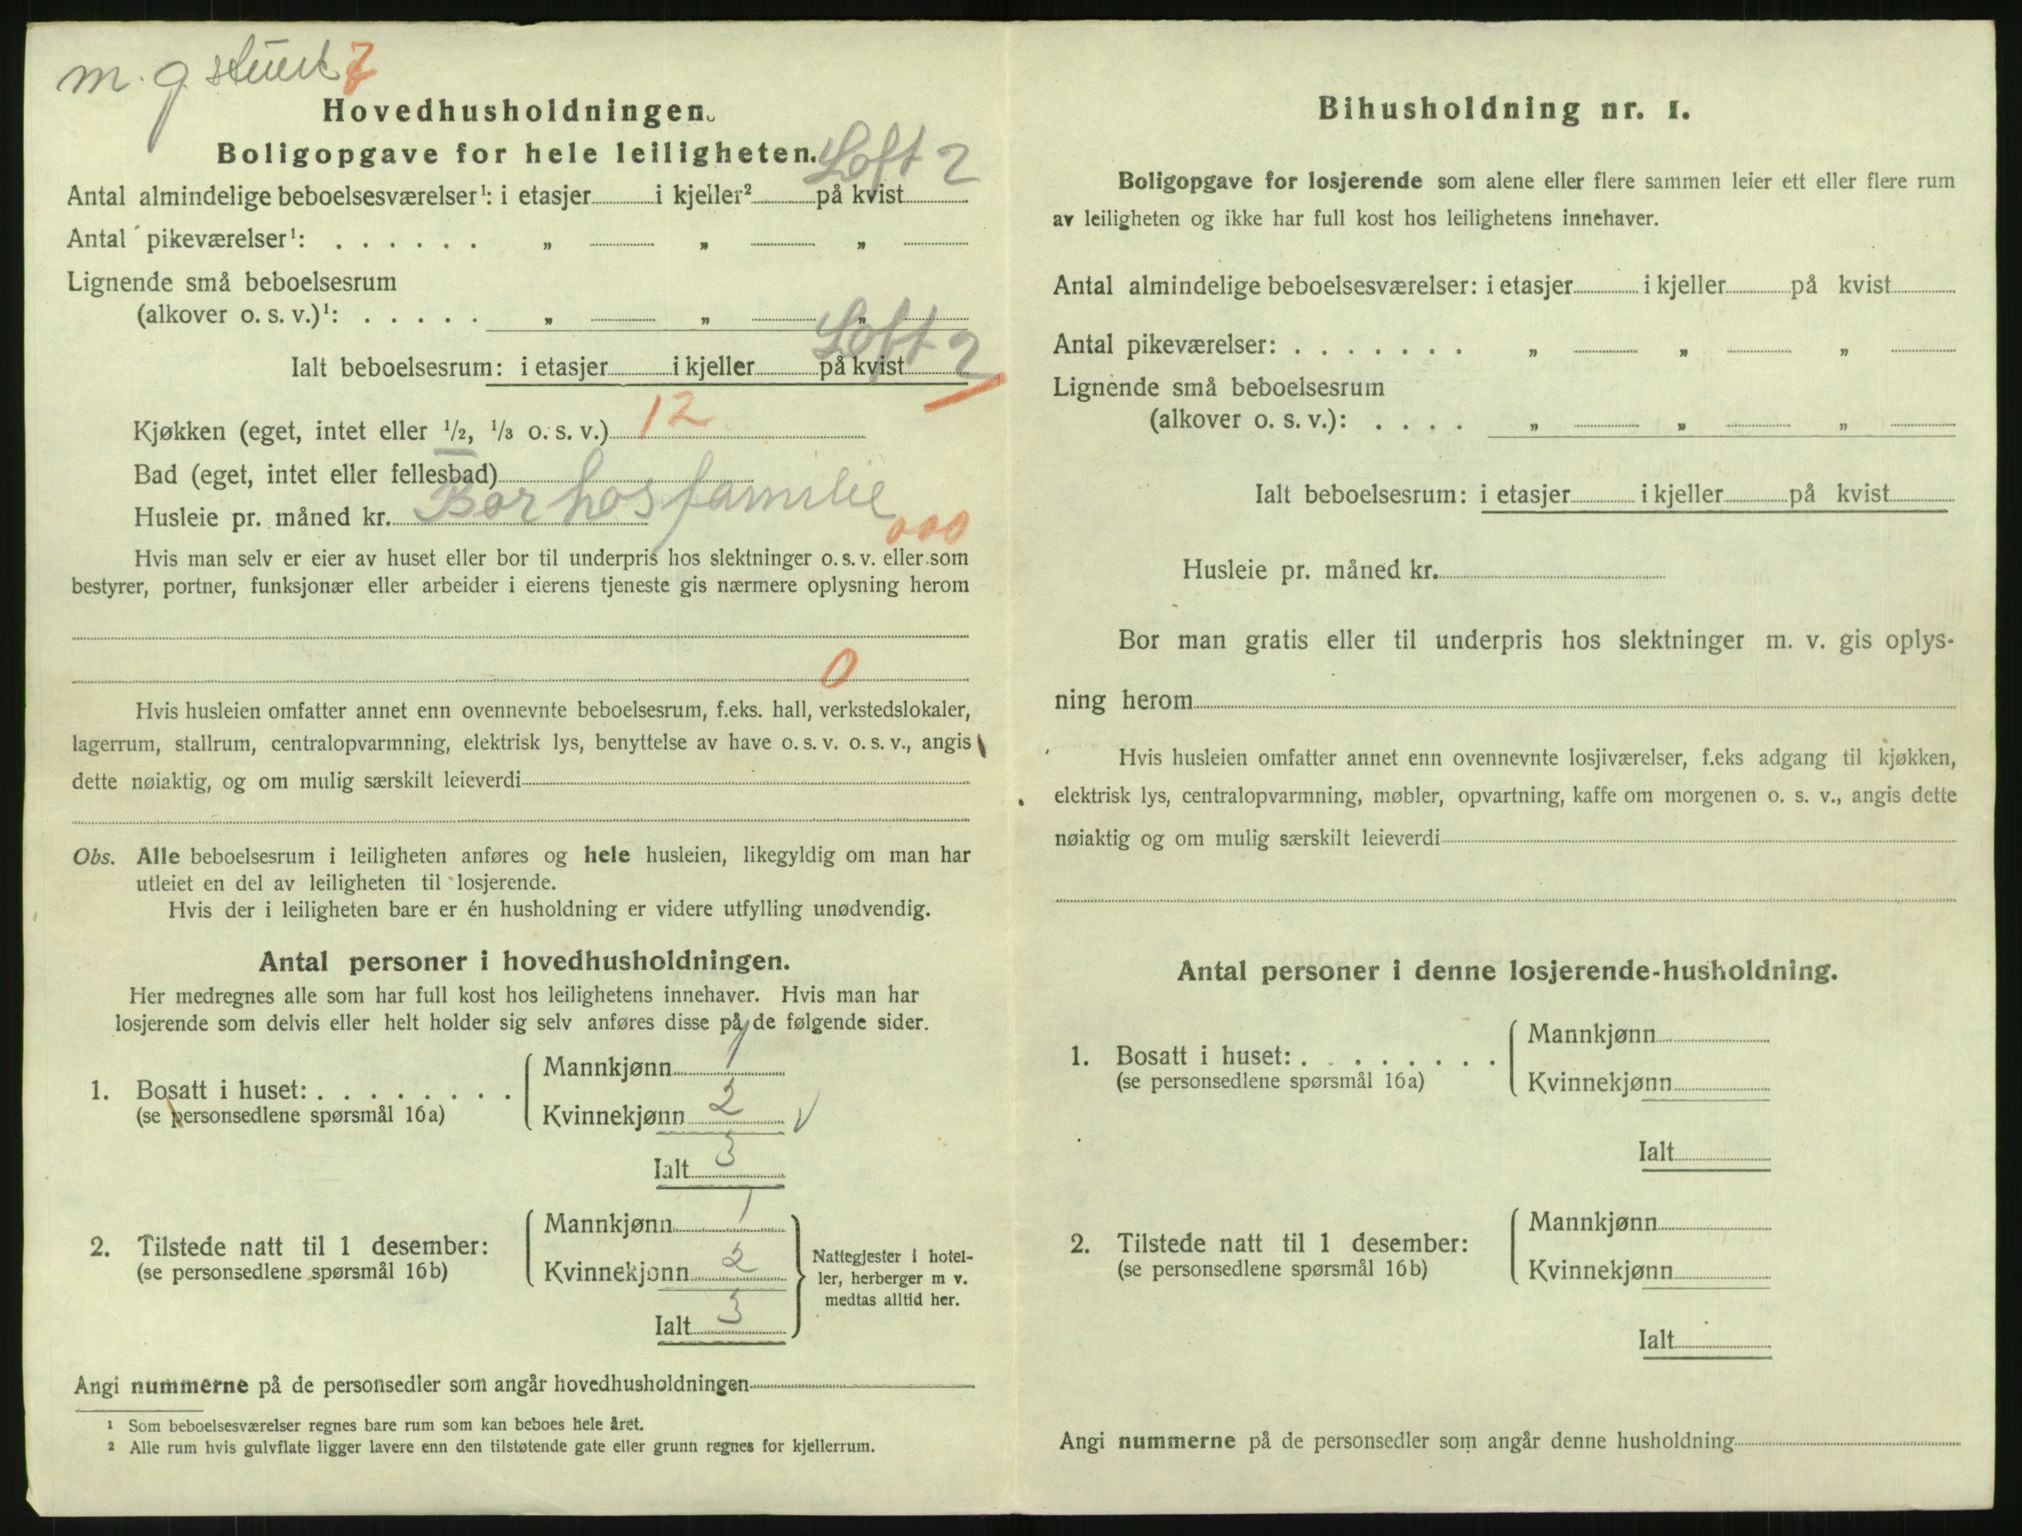 m. g. 7
Hovedhusholdningen.
Boligopgave for hele leiligheten.
Loft 2
Antal almindelige beboelsesværelser¹: i etasjer i kjeller² på kvist
Antal pikeværelser¹: . . . . . . „ „ „
Lignende små beboelsesrum
(alkover o. s. v.)¹: . . . . . „ „ „
Loft 2
Ialt beboelsesrum: i etasjer i kjeller på kvist
Kjøkken (eget, intet eller ½, ⅓ o. s. v.) 12
Bad (eget, intet eller fellesbad)
Husleie pr. måned kr. Bor hos familie
000
Hvis man selv er eier av huset eller bor til underpris hos slektninger o. s. v. eller som
bestyrer, portner, funksjonær eller arbeider i eierens tjeneste gis nærmere oplysning herom
0
Hvis husleien omfatter annet enn ovennevnte beboelsesrum, f.eks. hall, verkstedslokaler,
lagerrum, stallrum, centralopvarmning, elektrisk lys, benyttelse av have o. s. v. o. s. v., angis
dette nøiaktig, og om mulig særskilt leieverdi
Obs. Alle beboelsesrum i leiligheten anføres og hele husleien, likegyldig om man har
utleiet en del av leiligheten til losjerende.
Hvis der i leiligheten bare er én husholdning er videre utfylling unødvendig.
Antal personer i hovedhusholdningen.
Her medregnes alle som har full kost hos leilighetens innehaver. Hvis man har
losjerende som delvis eller helt holder sig selv anføres disse på de følgende sider.
Mannkjønn 1
1. Bosatt i huset: . . . . . . . .
(se personsedlene spørsmål 16a)
Kvinnekjønn 2 √
Ialt 3
Mannkjønn 1
2. Tilstede natt til 1 desember:
(se personsedlene spørsmål 16b)
Kvinnekjønn 2
Ialt 3
Nattegjester i hotel-
ler, herberger m v.
medtas alltid her.
Angi nummerne på de personsedler som angår hovedhusholdningen
¹ Som beboelsesværelser regnes bare rum som kan beboes hele året.
² Alle rum hvis gulvflate ligger lavere enn den tilstøtende gate eller grunn regnes for kjellerrum.
Bihusholdning nr. 1.
Boligopgave for losjerende som alene eller flere sammen leier ett eller flere rum
av leiligheten og ikke har full kost hos leilighetens innehaver.
Antal almindelige beboelsesværelser: i etasjer i kjeller på kvist
Antal pikeværelser: . . . . . . . „ „ „
Lignende små beboelsesrum
(alkover o. s. v.): . . . . „ „ „
Ialt beboelsesrum: i etasjer i kjeller på kvist
Husleie pr. måned kr.
Bor man gratis eller til underpris hos slektninger m. v. gis oplys-
ning herom
Hvis husleien omfatter annet enn ovennevnte losjiværelser, f.eks adgang til kjøkken,
elektrisk lys, centralopvarmning, møbler, opvartning, kaffe om morgenen o. s. v., angis dette
nøiaktig og om mulig særskilt leieverdi
Antal personer i denne losjerende-husholdning.
Mannkjønn
1. Bosatt i huset: . . . . . . . .
(se personsedlene spørsmål 16a)
Kvinnekjønn
Ialt
Mannkjønn
2. Tilstede natt til 1 desember:
(se personsedlene spørsmål 16b)
Kvinnekjønn
Ialt
Angi nummerne på de personsedler som angår denne husholdning